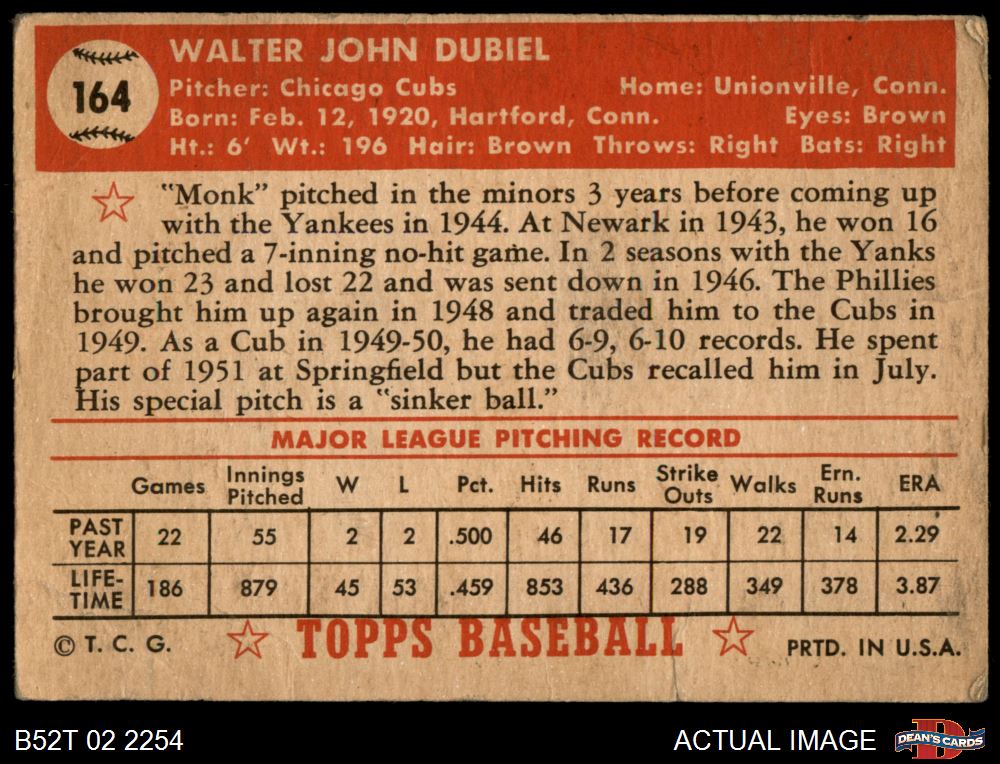 164
WALTER JOHN DUBIEL
Pitcher: Chicago Cubs Home: Unionville, Conn.
Born: Feb. 12, 1920, Hartford, Conn. Eyes: Brown
Ht.: 6' Wt.: 196 Hair: Brown Throws: Right Bats: Right
"Monk" pitched in the minors 3 years before coming up
with the Yankees in 1944. At Newark in 1943, he won 16
and pitched a 7-inning no-hit game. In 2 seasons with the Yanks
he won 23 and lost 22 and was sent down in 1946. The Phillies
brought him up again in 1948 and traded him to the Cubs in
1949. As a Cub in 1949-50, he had 6-9, 6-10 records. He spent
part of 1951 at Springfield but the Cubs recalled him in July.
His special pitch is a "sinker ball."
MAJOR LEAGUE PITCHING RECORD
Games Innings Pitched W L Pct. Hits Runs Strike Outs Walks Ern. Runs ERA
PAST YEAR 22 55 2 2 .500 46 17 19 22 14 2.29
LIFE-TIME 186 879 45 53 .459 853 436 288 349 378 3.87
© T. C. G. TOPPS BASEBALL PRTD. IN U.S.A.
B52T 02 2254 ACTUAL IMAGE DEAN'S CARDS